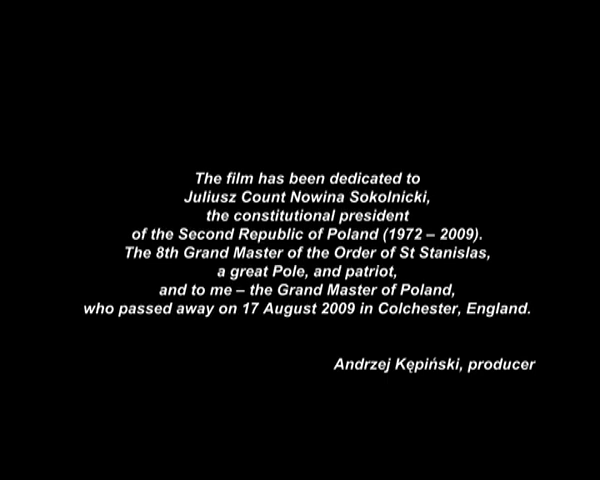 The film has been dedicated to
Juliusz Count Nowina Sokolnicki,
the constitutional president
of the Second Republic of Poland (1972 – 2009).
The 8th Grand Master of the Order of St Stanislas,
a great Pole, and patriot,
and to me – the Grand Master of Poland,
who passed away on 17 August 2009 in Colchester, England.
Andrzej Kępiński, producer